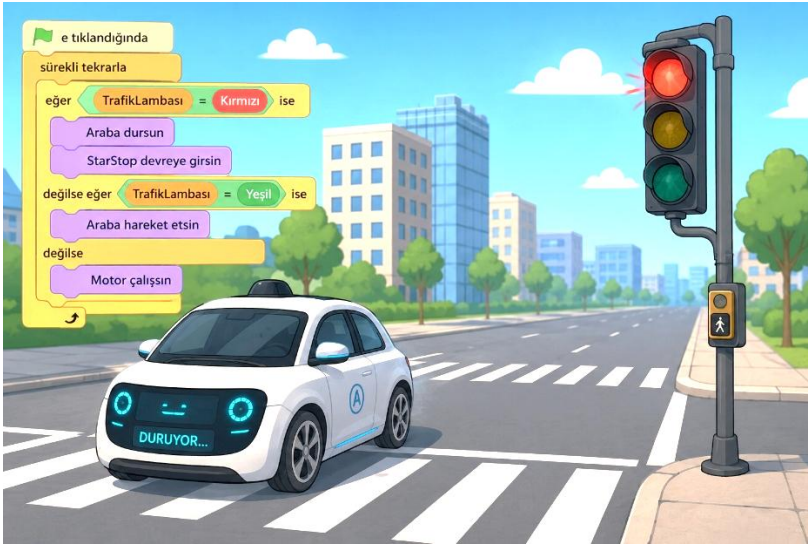 e tıklandığında
sürekli tekrarla
eğer TrafikLambası = Kırmızı ise
Araba dursun
StarStop devreye girsin
değilse eğer TrafikLambası = Yeşil ise
Araba hareket etsin
değilse
Motor çalışsın
A
DURUYOR...